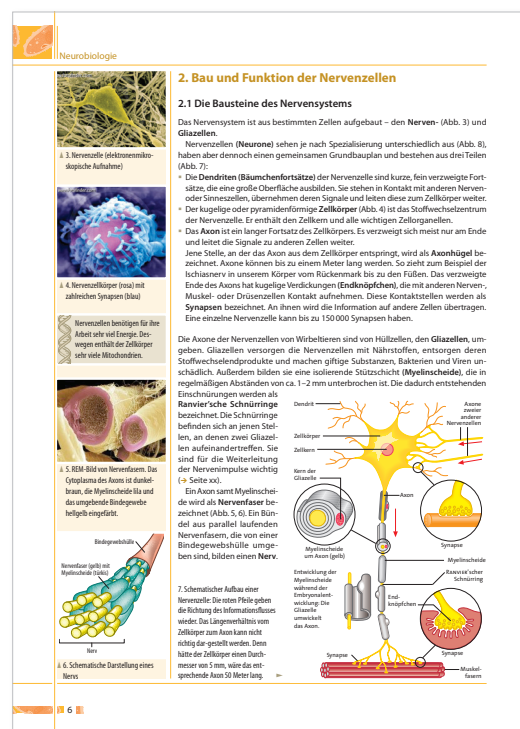 Neurobiologie
2. Bau und Funktion der Nervenzellen
2.1 Die Bausteine des Nervensystems
Das Nervensystem ist aus bestimmten Zellen aufgebaut – den Nerven- (Abb. 3) und
Gliazellen.
Nervenzellen (Neurone) sehen je nach Spezialisierung unterschiedlich aus (Abb. 8),
haben aber dennoch einen gemeinsamen Grundbauplan und bestehen aus drei Teilen
(Abb. 7):
Die Dendriten (Bäumchenfortsätze) der Nervenzelle sind kurze, fein verzweigte Fort-
sätze, die eine große Oberfläche ausbilden. Sie stehen in Kontakt mit anderen Nerven-
oder Sinneszellen, übernehmen deren Signale und leiten diese zum Zellkörper weiter.
Der kugelige oder pyramidenförmige Zellkörper (Abb. 4) ist das Stoffwechselzentrum
der Nervenzelle. Er enthält den Zellkern und alle wichtigen Zellorganellen.
Das Axon ist ein langer Fortsatz des Zellkörpers. Es verzweigt sich meist nur am Ende
und leitet die Signale zu anderen Zellen weiter.
Jene Stelle, an der das Axon aus dem Zellkörper entspringt, wird als Axonhügel be-
zeichnet. Axone können bis zu einem Meter lang werden. So zieht zum Beispiel der
Ischiasnerv in unserem Körper vom Rückenmark bis zu den Füßen. Das verzweigte
Ende des Axons hat kugelige Verdickungen (Endknöpfchen), die mit anderen Nerven-,
Muskel- oder Drüsenzellen Kontakt aufnehmen. Diese Kontaktstellen werden als
Synapsen bezeichnet. An ihnen wird die Information auf andere Zellen übertragen.
Eine einzelne Nervenzelle kann bis zu 150 000 Synapsen haben.
Die Axone der Nervenzellen von Wirbeltieren sind von Hüllzellen, den Gliazellen, um-
geben. Gliazellen versorgen die Nervenzellen mit Nährstoffen, entsorgen deren
Stoffwechselendprodukte und machen giftige Substanzen, Bakterien und Viren un-
schädlich. Außerdem bilden sie eine isolierende Stützschicht (Myelinscheide), die in
regelmäßigen Abständen von ca. 1–2 mm unterbrochen ist. Die dadurch entstehenden
Einschnürungen werden als
Ranvier'sche Schnürringe
bezeichnet. Die Schnürringe
befinden sich an jenen Stel-
len, an denen zwei Gliazel-
len aufeinandertreffen. Sie
sind für die Weiterleitung
der Nervenimpulse wichtig
(→ Seite xx).
Ein Axon samt Myelinschei-
de wird als Nervenfaser be-
zeichnet (Abb. 5, 6). Ein Bün-
del aus parallel laufenden
Nervenfasern, die von einer
Bindegewebshülle umge-
ben sind, bilden einen Nerv.
7. Schematischer Aufbau einer
Nervenzelle: Die roten Pfeile geben
die Richtung des Informationsflusses
wieder. Das Längenverhältnis vom
Zellkörper zum Axon kann nicht
richtig dar-gestellt werden. Denn
hätte der Zellkörper einen Durch-
messer von 5 mm, wäre das ent-
sprechende Axon 50 Meter lang.
3. Nervenzelle (elektronenmikro-
skopische Aufnahme)
4. Nervenzellkörper (rosa) mit
zahlreichen Synapsen (blau)
Nervenzellen benötigen für ihre
Arbeit sehr viel Energie. Des-
wegen enthält der Zellkörper
sehr viele Mitochondrien.
5. REM-Bild von Nervenfasern. Das
Cytoplasma des Axons ist dunkel-
braun, die Myelinscheide lila und
das umgebende Bindegewebe
hellgelb eingefärbt.
Bindegewebshülle
Nervenfaser (gelb) mit
Myelinscheide (türkis)
Nerv
6. Schematische Darstellung eines
Nervs
Dendrit
Axone
zweier
anderer
Nervenzellen
Zellkörper
Zellkern
Kern der
Gliazelle
Axon
Myelinscheide
um Axon (gelb)
Synapse
Myelinscheide
Ranvier'scher
Schnürring
Entwicklung der
Myelinscheide
während der
Embryonalent-
wicklung: Die
Gliazelle
umwickelt
das Axon.
End-
knöpfchen
Synapse
Synapse
Muskel-
fasern
6